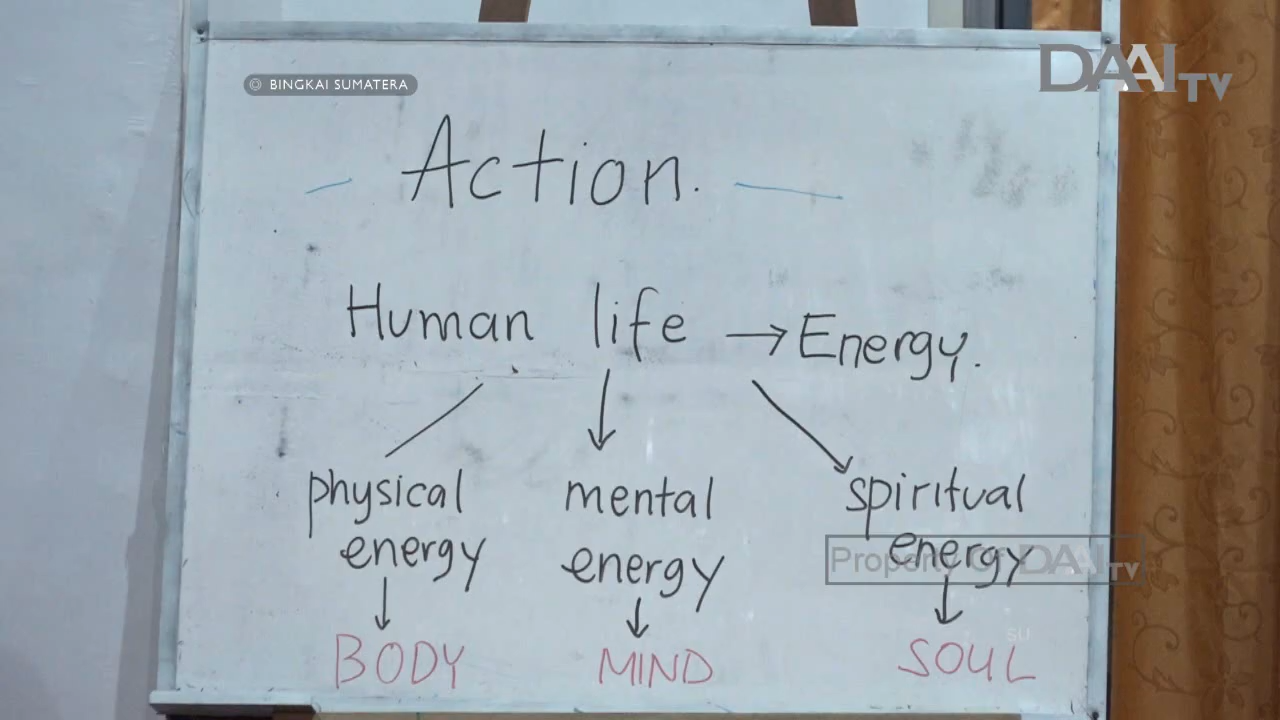 BINGKAI SUMATERA
DAAI TV
Action.
Human life → Energy.
physical energy
mental energy
spiritual energy
Property Of DAAI TV
SU
BODY
MIND
SOUL